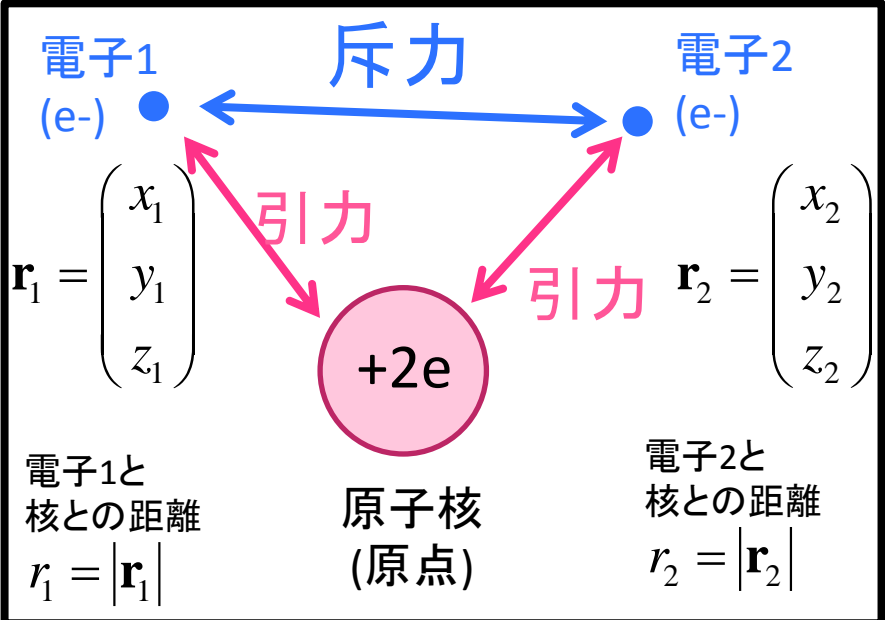 電子1
(e-)
斥力
電子2
(e-)
引力
引力
r₁ = ( x₁
y₁
z₁ )
r₂ = ( x₂
y₂
z₂ )
+2e
電子1と
核との距離
r₁ = |r₁|
原子核
(原点)
電子2と
核との距離
r₂ = |r₂|